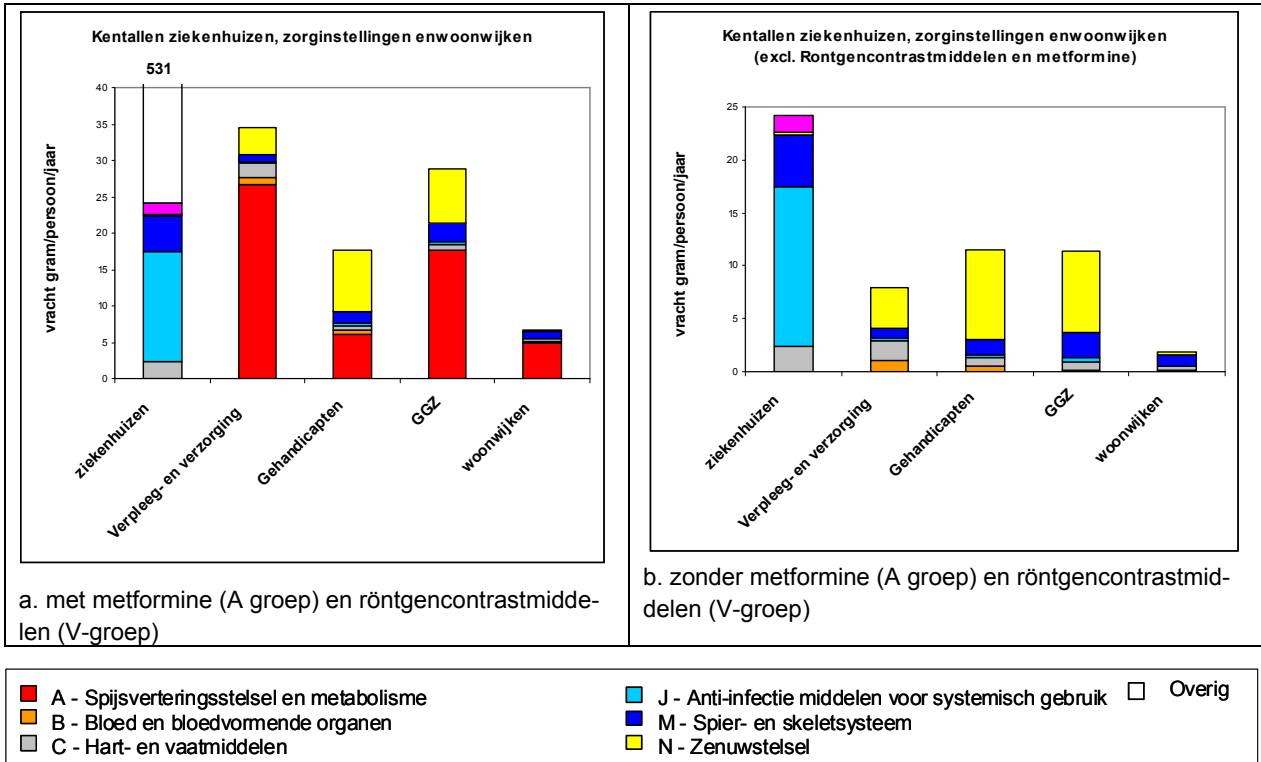 Kentallen ziekenhuizen, zorginstellingen enwoonwijken
531
40
35
30
25
20
15
10
5
0
vracht gram/persoon/jaar
ziekenhuizen
Verpleeg- en verzorging
Gehandicapten
GGZ
woonwijken
a. met metformine (A groep) en röntgencontrastmidde-
len (V-groep)
Kentallen ziekenhuizen, zorginstellingen enwoonwijken
(excl. Rontgencontrastmiddelen en metformine)
25
20
15
10
5
0
vracht gram/persoon/jaar
ziekenhuizen
Verpleeg- en verzorging
Gehandicapten
GGZ
woonwijken
b. zonder metformine (A groep) en röntgencontrastmid-
delen (V-groep)
A - Spijsverteringsstelsel en metabolisme
B - Bloed en bloedvormende organen
C - Hart- en vaatmiddelen
J - Anti-infectie middelen voor systemisch gebruik
M - Spier- en skeletsysteem
N - Zenuwstelsel
Overig